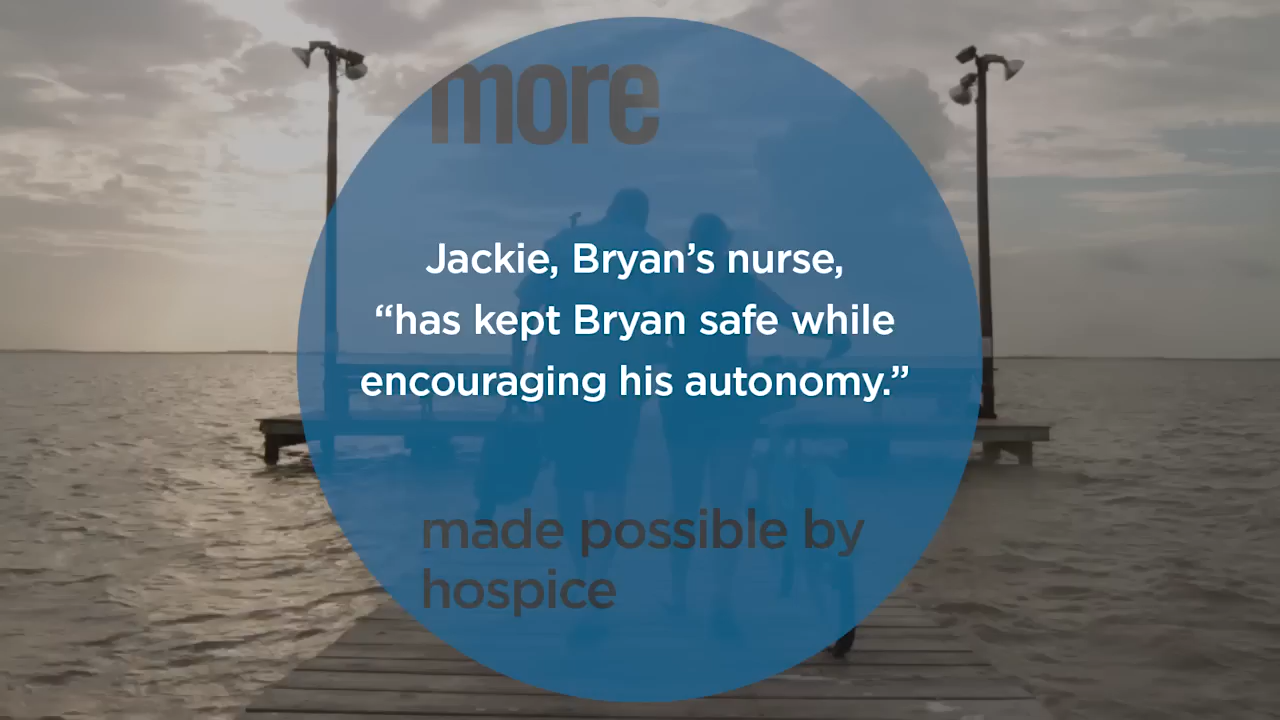 more
Jackie, Bryan’s nurse,
“has kept Bryan safe while
encouraging his autonomy.”
made possible by
hospice